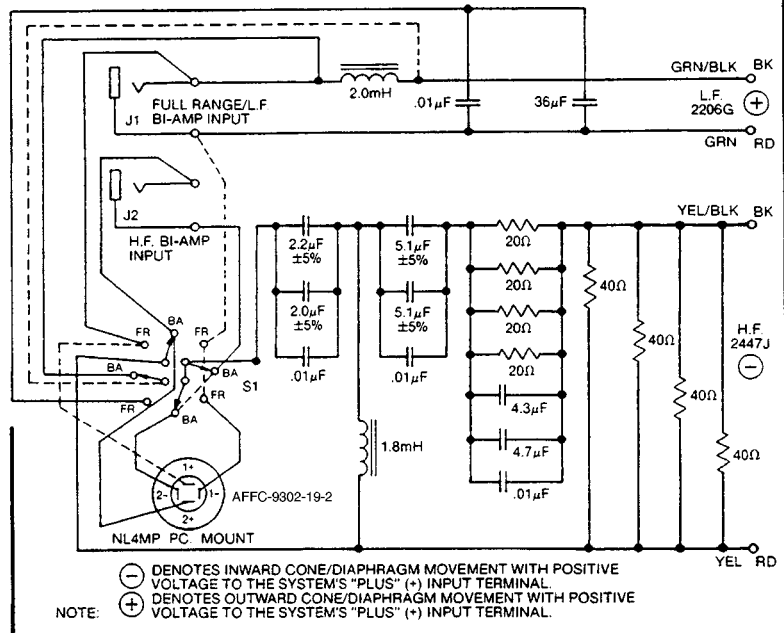 GRN/BLK
BK
2.0mH
.01µF
36µF
L.F.
2206G
+
FULL RANGE/L.F.
BI-AMP INPUT
J1
GRN
RD
J2
H.F. BI-AMP
INPUT
YEL/BLK
BK
2.2µF
±5%
5.1µF
±5%
20Ω
2.0µF
±5%
5.1µF
±5%
20Ω
40Ω
20Ω
40Ω
H.F.
2447J
−
BA
FR
FR
BA
BA
S1
FR
BA
FR
.01µF
.01µF
20Ω
40Ω
4.3µF
1.8mH
4.7µF
40Ω
.01µF
1+
2−
1−
2+
AFFC-9302-19-2
NL4MP PC. MOUNT
YEL
RD
− DENOTES INWARD CONE/DIAPHRAGM MOVEMENT WITH POSITIVE
VOLTAGE TO THE SYSTEM'S "PLUS" (+) INPUT TERMINAL.
NOTE: + DENOTES OUTWARD CONE/DIAPHRAGM MOVEMENT WITH POSITIVE
VOLTAGE TO THE SYSTEM'S "PLUS" (+) INPUT TERMINAL.